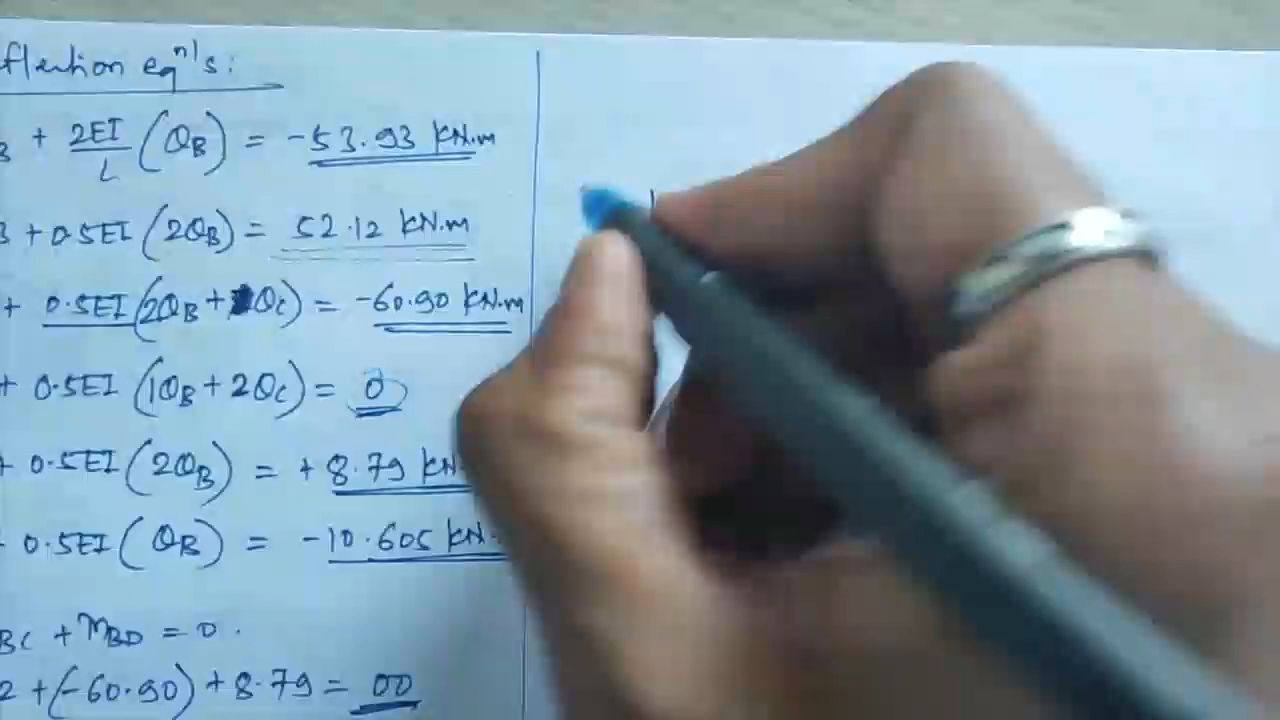 flection eqn's:
B + 2EI/L (θB) = -53.93 KN.m
B + 0.5EI (2θB) = 52.12 KN.m
+ 0.5EI (2θB + θC) = -60.90 KN.m
+ 0.5EI (1θB + 2θC) = 0
+ 0.5EI (2θB) = +8.79 KN
- 0.5EI (θB) = -10.605 KN.
BC + MBD = 0.
2 + (-60.90) + 8.79 = 00